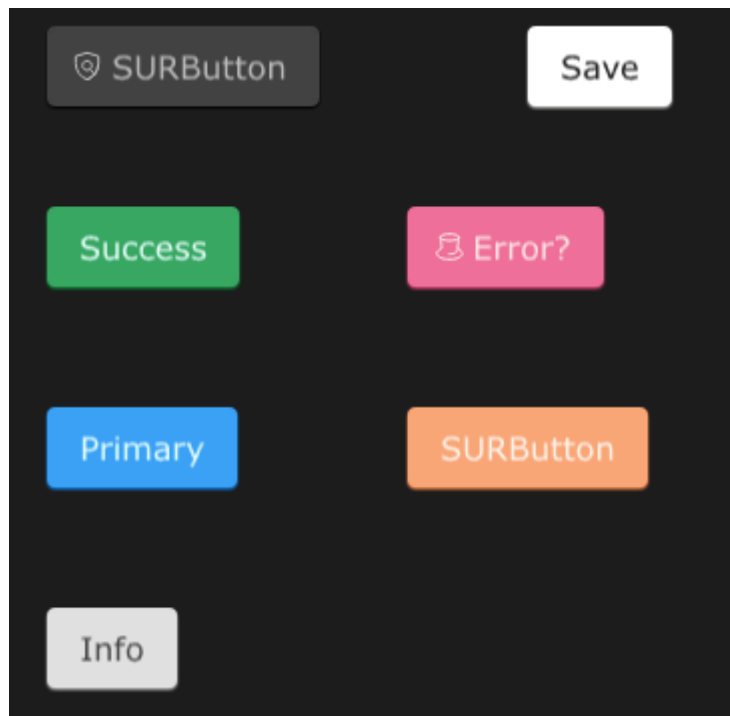 SURButton
Save
Success
Error?
Primary
SURButton
Info